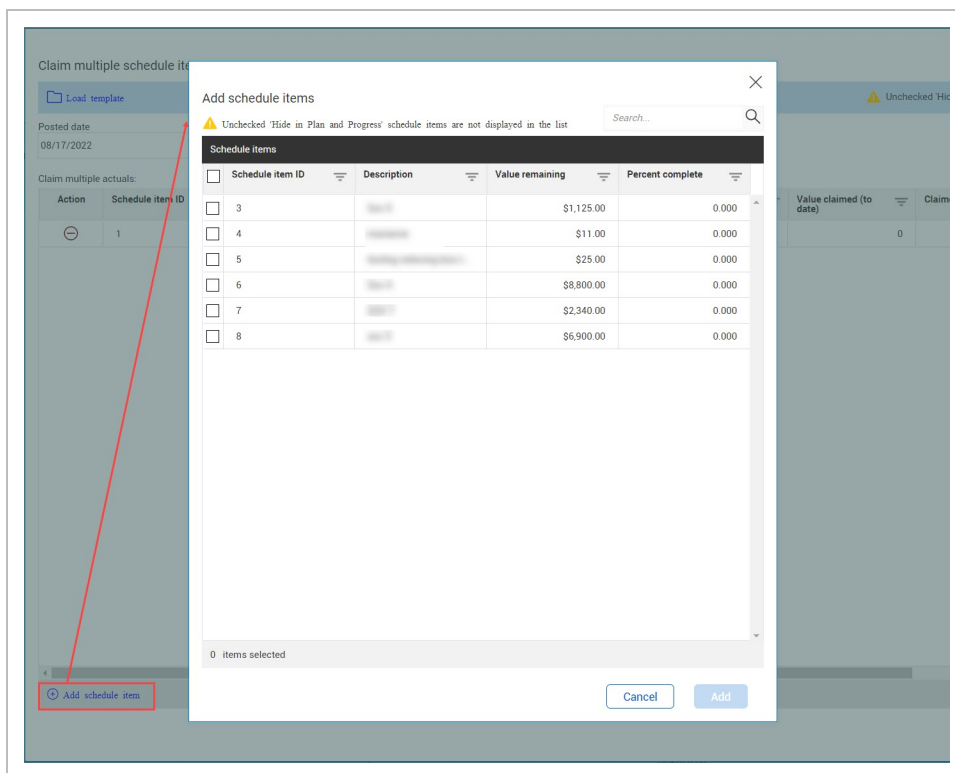 Claim multiple schedule ite
Load template
Unchecked 'Hid
Posted date
08/17/2022
Claim multiple actuals:
Action Schedule item ID Value claimed (to date) Claime
1 0
Add schedule item
Add schedule items
Unchecked 'Hide in Plan and Progress' schedule items are not displayed in the list
Search...
Schedule items
Schedule item ID Description Value remaining Percent complete
3 $1,125.00 0.000
4 $11.00 0.000
5 $25.00 0.000
6 $8,800.00 0.000
7 $2,340.00 0.000
8 $6,900.00 0.000
0 items selected
Cancel Add